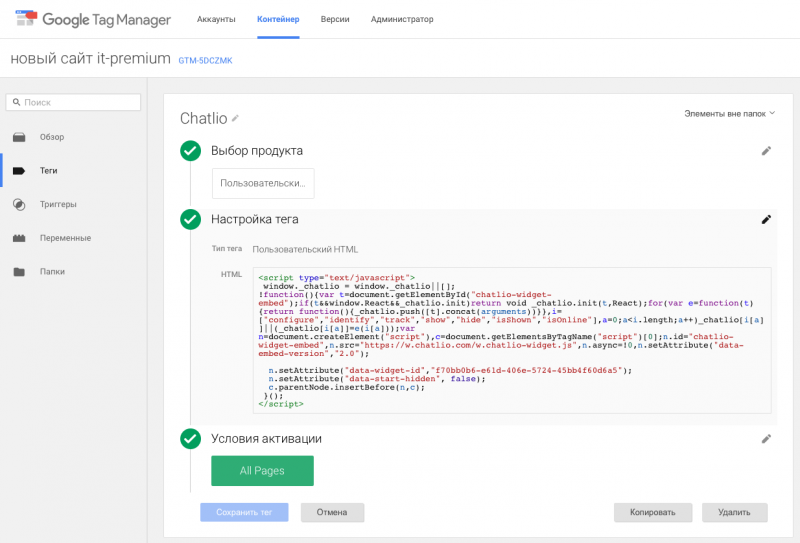 Google Tag Manager Аккаунты Контейнер Версии Администратор
новый сайт it-premium GTM-5DCZMK
Поиск
Обзор
Теги
Триггеры
Переменные
Папки
Chatlio Элементы вне папок
Выбор продукта
Пользовательски...
Настройка тега
Тип тега Пользовательский HTML
HTML
<script type="text/javascript">
window._chatlio = window._chatlio||[];
!function(){var t=document.getElementById("chatlio-widget-
embed");if(t&&window.React&&_chatlio.init)return void _chatlio.init(t,React);for(var e=function(t)
{return function(){_chatlio.push([t].concat(arguments))}},i=
["configure","identify","track","show","hide","isShown","isOnline"],a=0;a<i.length;a++)_chatlio[i[a]
]||(_chatlio[i[a]]=e(i[a]));var
n=document.createElement("script"),c=document.getElementsByTagName("script")[0];n.id="chatlio-
widget-embed",n.src="https://w.chatlio.com/w.chatlio-widget.js",n.async=!0,n.setAttribute("data-
embed-version","2.0");
n.setAttribute("data-widget-id","f70bb0b6-e61d-406e-5724-45bb4f60d6a5");
n.setAttribute("data-start-hidden", false);
c.parentNode.insertBefore(n,c);
}();
</script>
Условия активации
All Pages
Сохранить тег Отмена Копировать Удалить